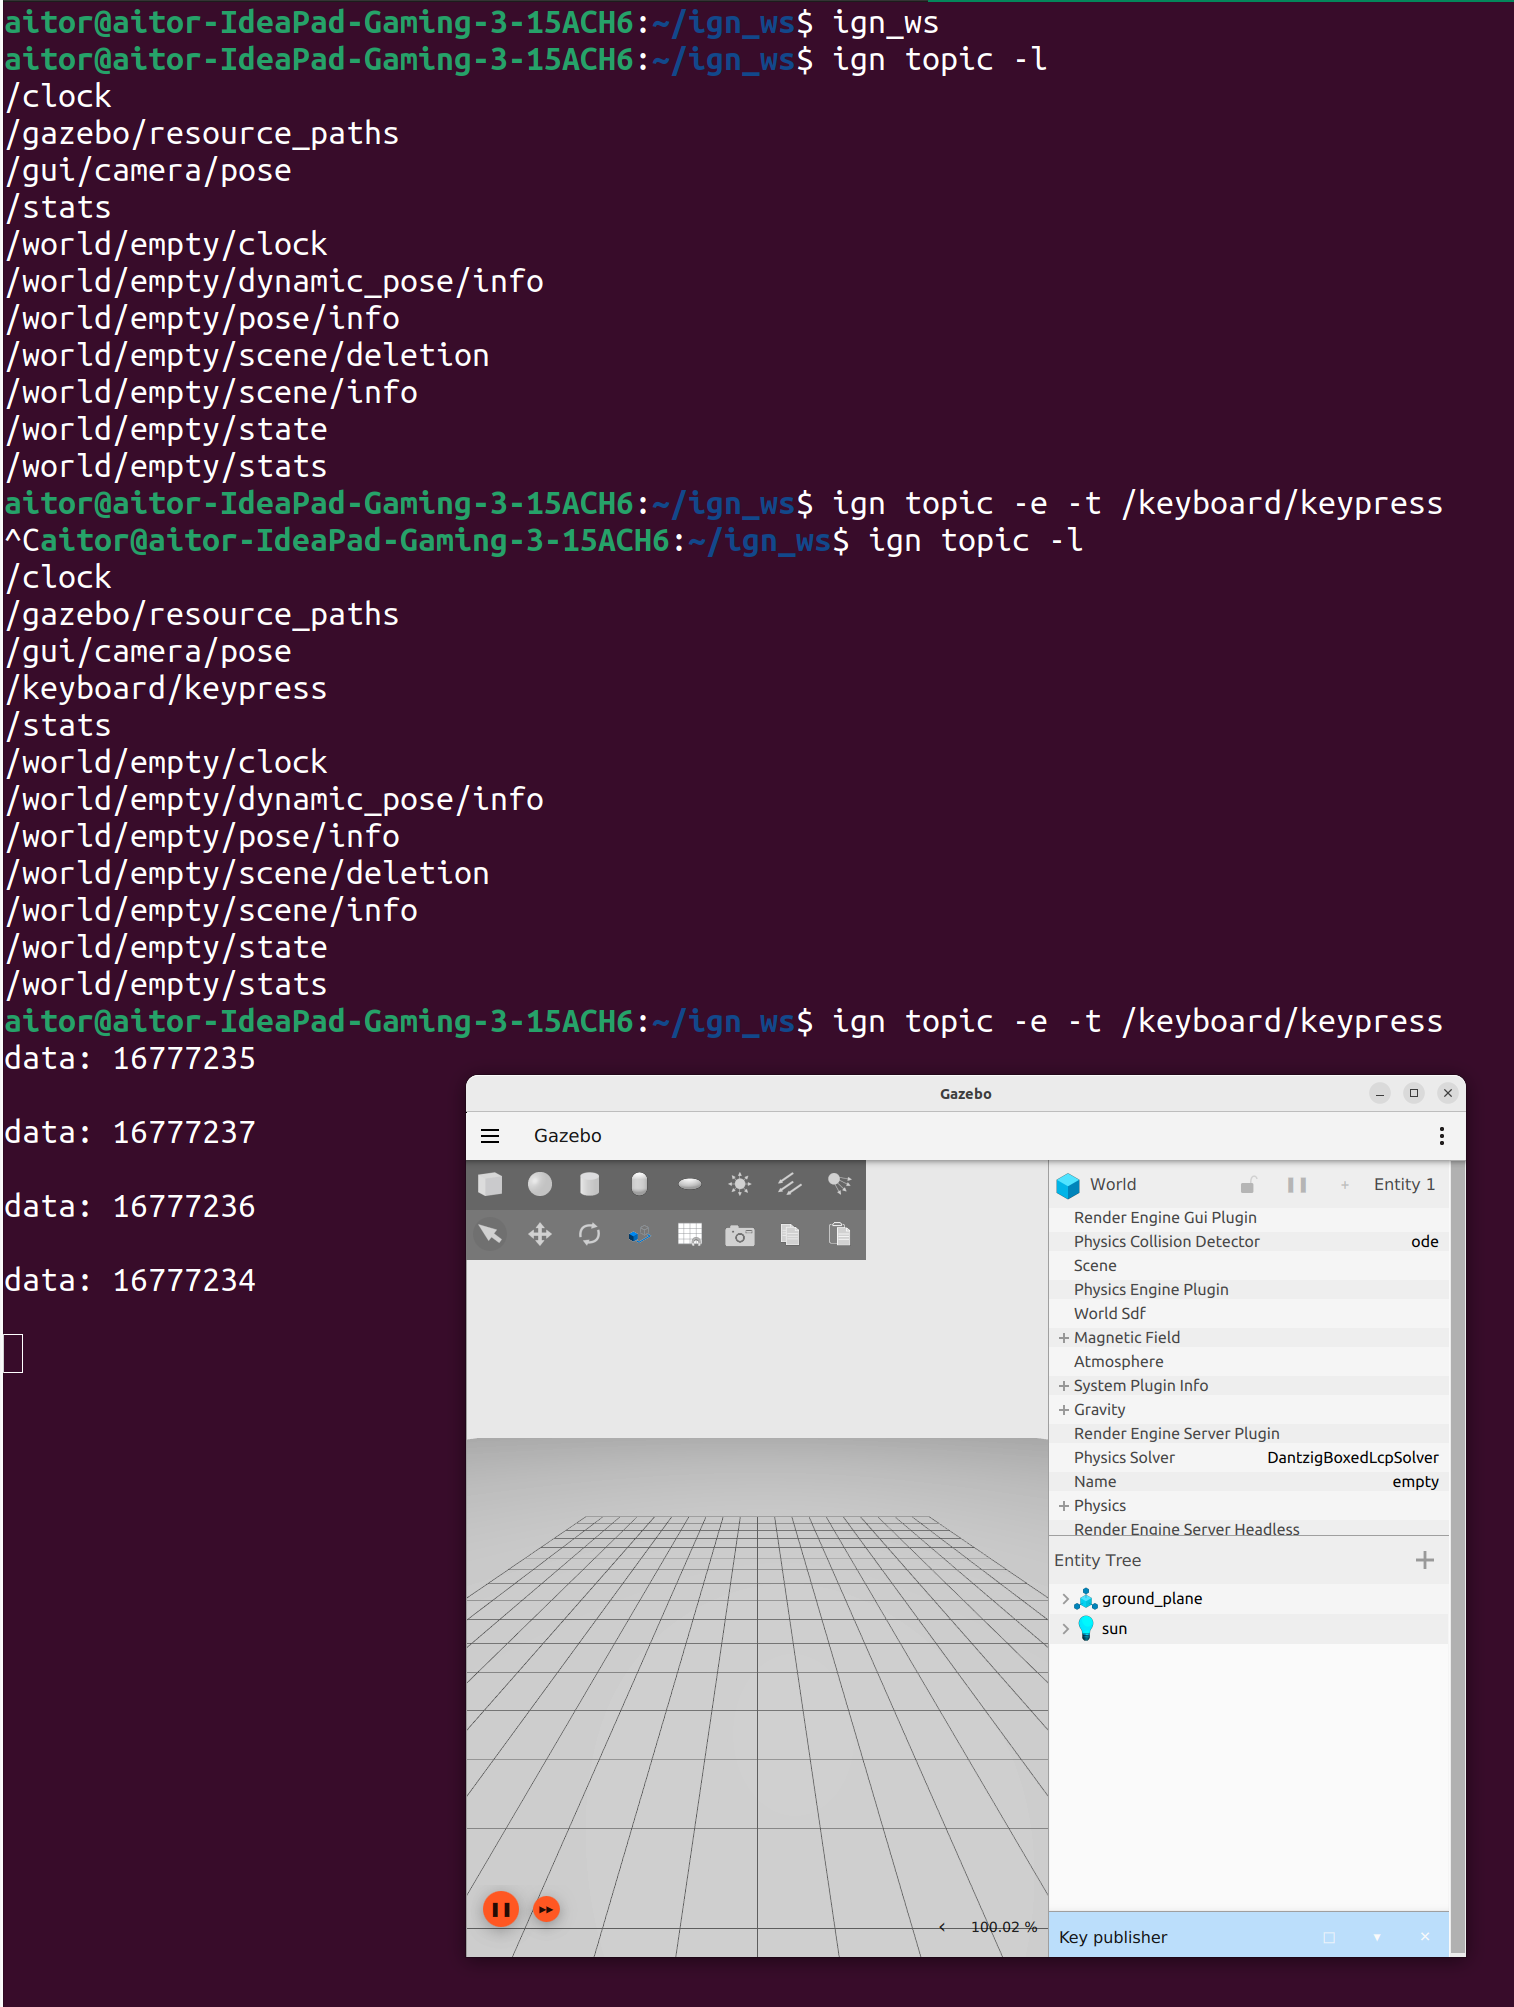 aitor@aitor-IdeaPad-Gaming-3-15ACH6:~/ign_ws$ ign_ws
aitor@aitor-IdeaPad-Gaming-3-15ACH6:~/ign_ws$ ign topic -l
/clock
/gazebo/resource_paths
/gui/camera/pose
/stats
/world/empty/clock
/world/empty/dynamic_pose/info
/world/empty/pose/info
/world/empty/scene/deletion
/world/empty/scene/info
/world/empty/state
/world/empty/stats
aitor@aitor-IdeaPad-Gaming-3-15ACH6:~/ign_ws$ ign topic -e -t /keyboard/keypress
^Caitor@aitor-IdeaPad-Gaming-3-15ACH6:~/ign_ws$ ign topic -l
/clock
/gazebo/resource_paths
/gui/camera/pose
/keyboard/keypress
/stats
/world/empty/clock
/world/empty/dynamic_pose/info
/world/empty/pose/info
/world/empty/scene/deletion
/world/empty/scene/info
/world/empty/state
/world/empty/stats
aitor@aitor-IdeaPad-Gaming-3-15ACH6:~/ign_ws$ ign topic -e -t /keyboard/keypress
data: 16777235
data: 16777237
data: 16777236
data: 16777234
Gazebo
Gazebo
World Entity 1
Render Engine Gui Plugin
Physics Collision Detector ode
Scene
Physics Engine Plugin
World Sdf
Magnetic Field
Atmosphere
System Plugin Info
Gravity
Render Engine Server Plugin
Physics Solver DantzigBoxedLcpSolver
Name empty
Physics
Render Engine Server Headless
Entity Tree
ground_plane
sun
100.02 %
Key publisher